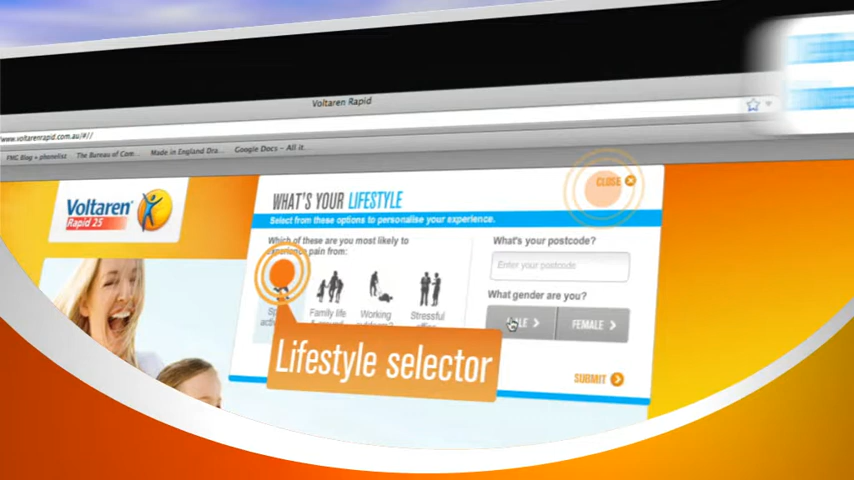 Voltaren Rapid
www.voltarenrapid.com.au/#//
FMG Blog + phonelist
The Bureau of Com...
Made in England Dra...
Google Docs - All it...
Voltaren
Rapid 25
WHAT'S YOUR LIFESTYLE
CLOSE
Select from these options to personalise your experience.
Which of these are you most likely to
experience pain from:
Family life
Working
Stressful
What's your postcode?
Enter your postcode
What gender are you?
FEMALE
SUBMIT
Lifestyle selector